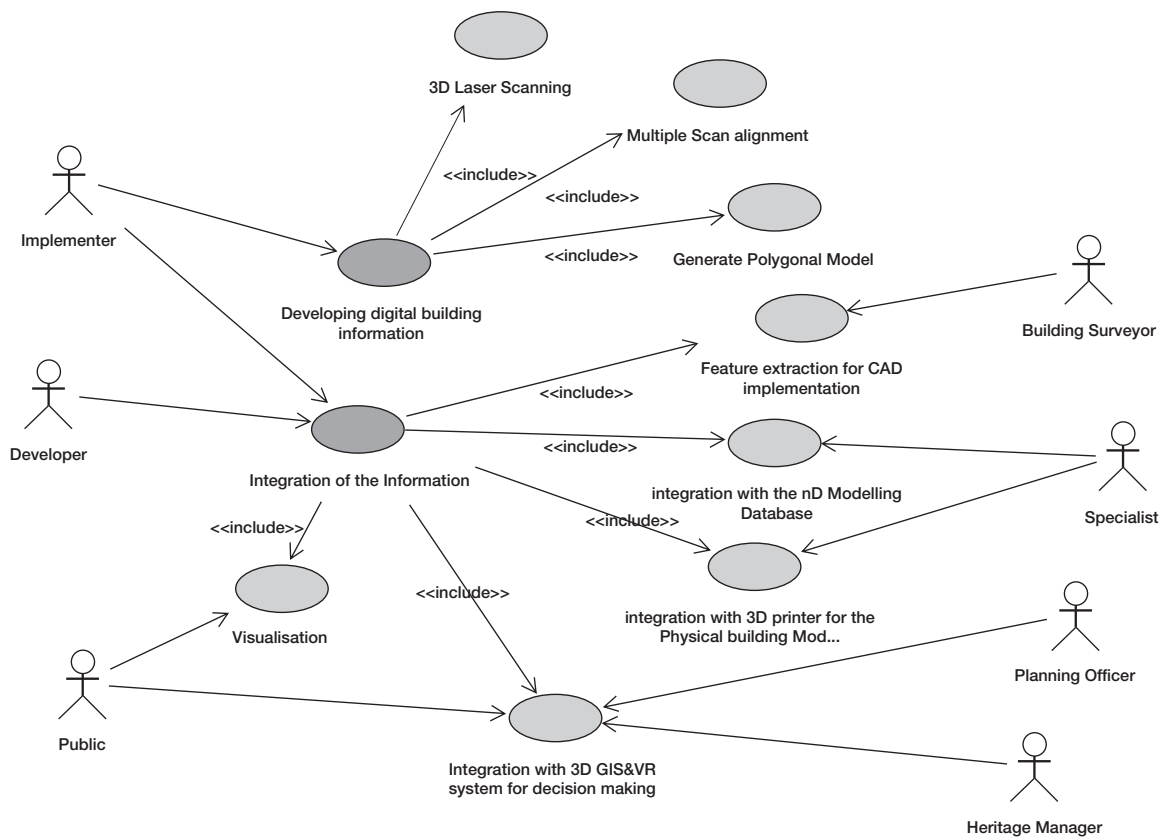 3D Laser Scanning
Multiple Scan alignment
<<include>>
<<include>>
Implementer
<<include>>
Generate Polygonal Model
Developing digital building
information
Building Surveyor
Feature extraction for CAD
implementation
<<include>>
Developer
<<include>>
Integration of the Information
integration with the nD Modelling
Database
Specialist
<<include>>
<<include>>
<<include>>
Visualisation
integration with 3D printer for the
Physical building Mod...
Planning Officer
Public
Integration with 3D GIS&VR
system for decision making
Heritage Manager